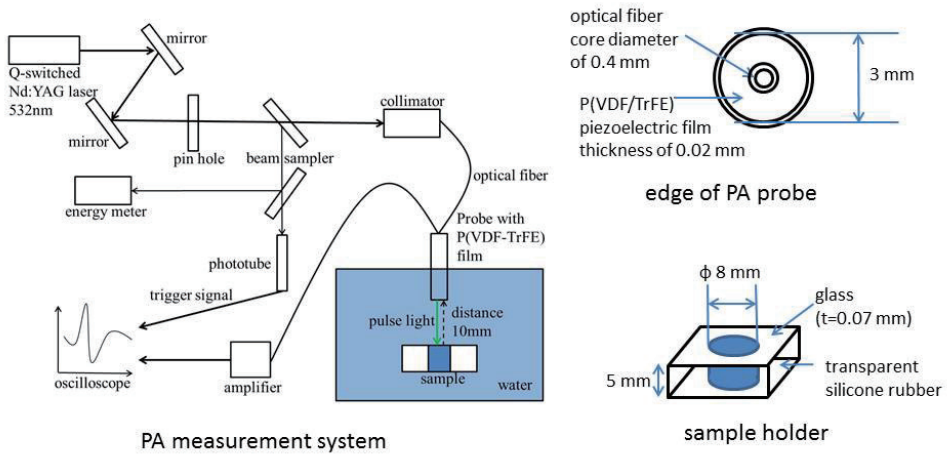 Q-switched
Nd:YAG laser
532nm
mirror
mirror
pin hole
beam sampler
collimator
optical fiber
energy meter
phototube
trigger signal
Probe with
P(VDF-TrFE)
film
pulse light
distance
10mm
sample
water
oscilloscope
amplifier
PA measurement system
optical fiber
core diameter
of 0.4 mm
3 mm
P(VDF/TrFE)
piezoelectric film
thickness of 0.02 mm
edge of PA probe
ϕ 8 mm
glass
(t=0.07 mm)
5 mm
transparent
silicone rubber
sample holder